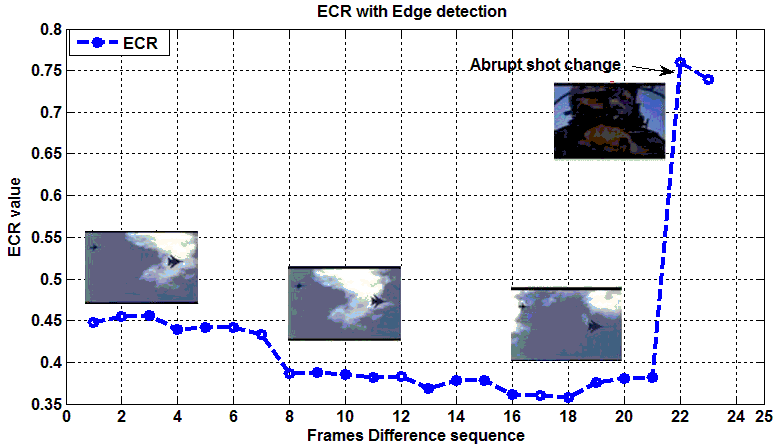 ECR with Edge detection
ECR
Abrupt shot change
ECR value
0.8
0.75
0.7
0.65
0.6
0.55
0.5
0.45
0.4
0.35
0 2 4 6 8 10 12 14 16 18 20 22 24 25
Frames Difference sequence